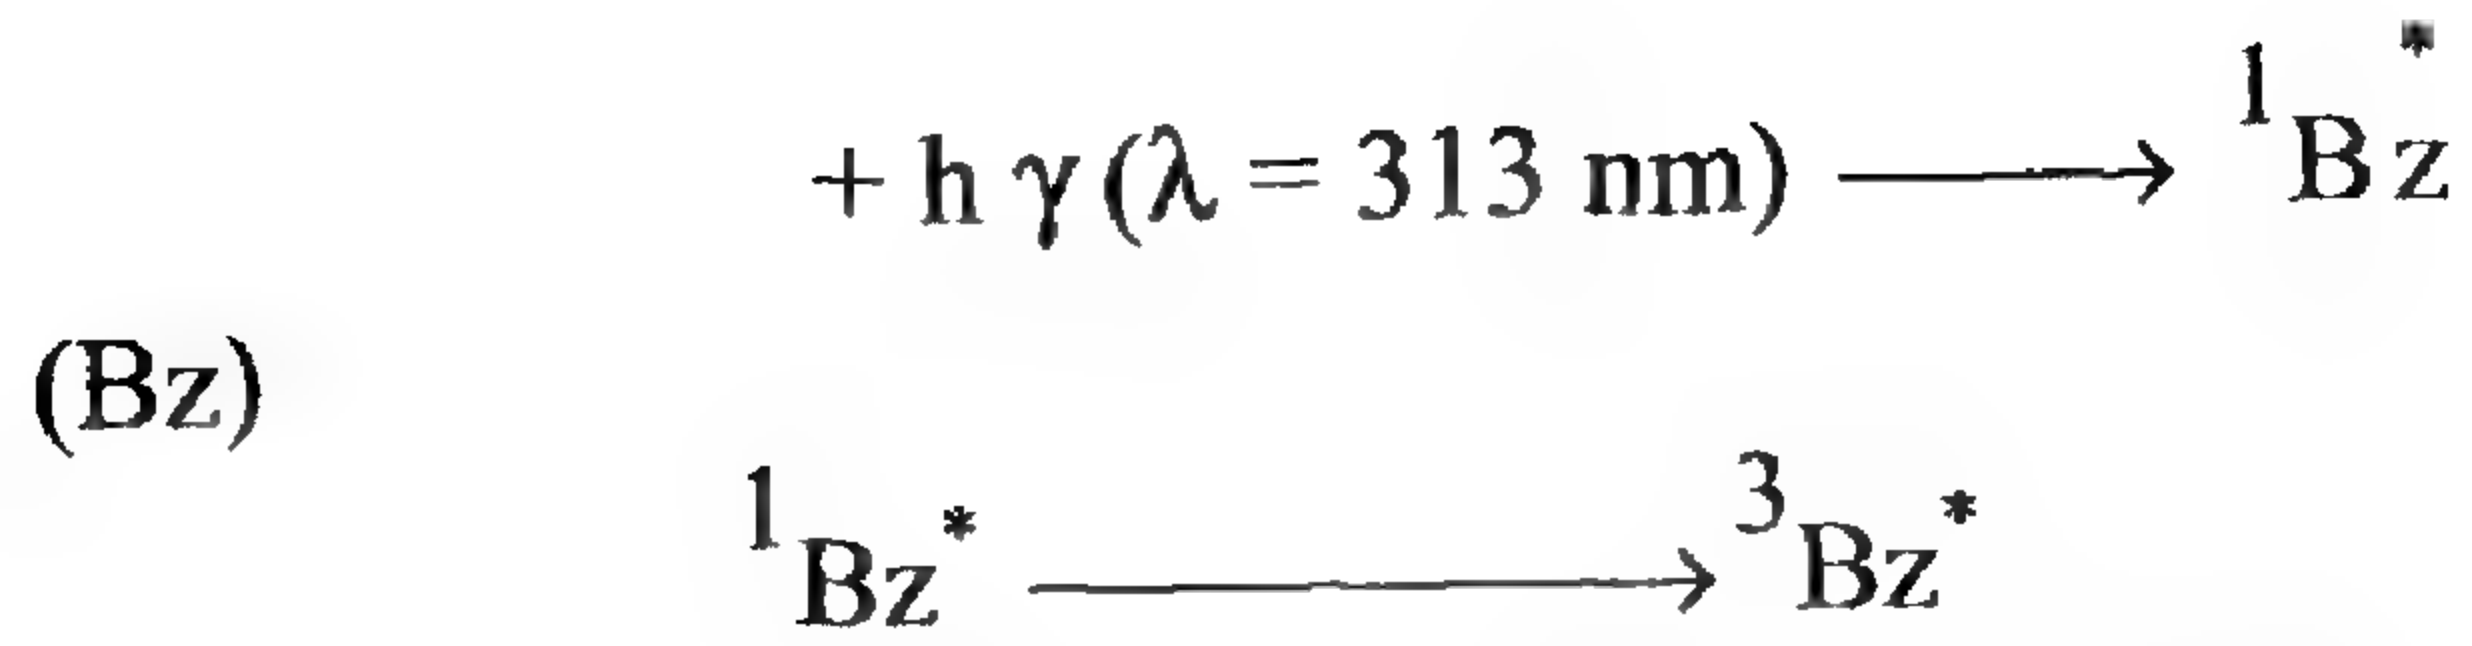 + h γ (λ = 313 nm) ⟶ ¹Bz*
(Bz)
¹Bz* ⟶ ³Bz*